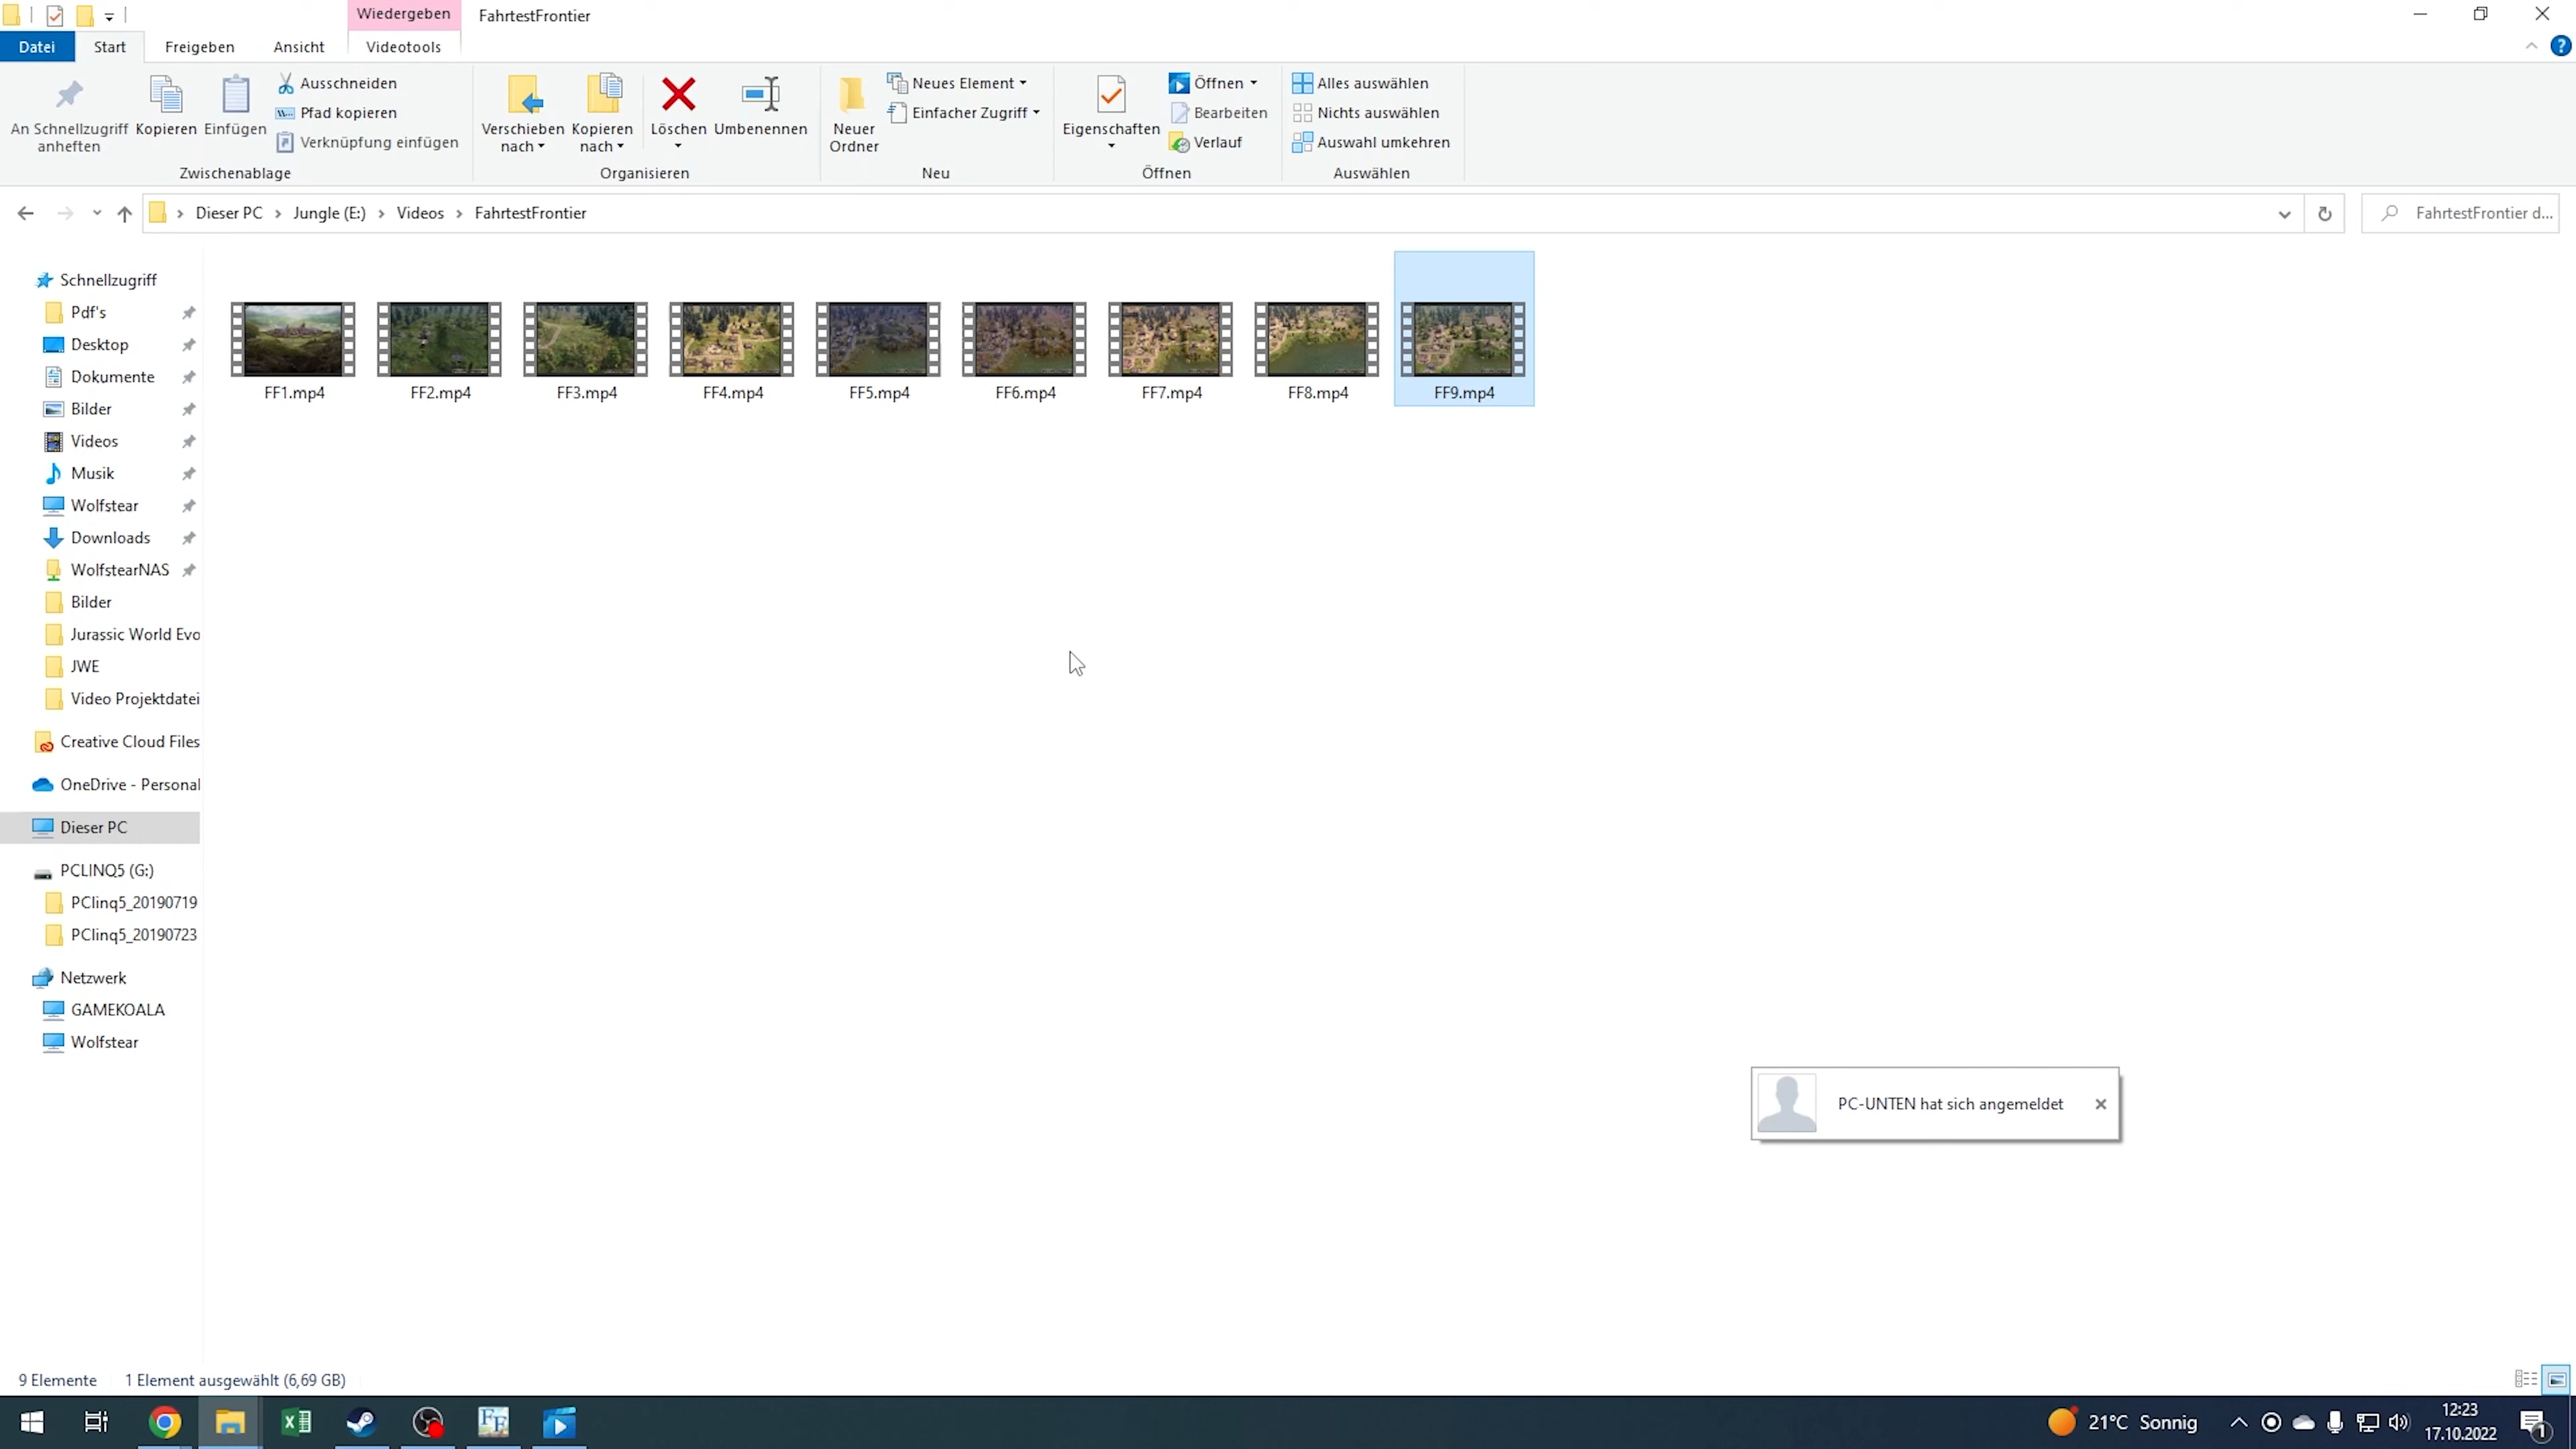 Wiedergeben
FahrtestFrontier
Datei
Start
Freigeben
Ansicht
Videotools
An Schnellzugriff
anheften
Kopieren
Einfügen
Ausschneiden
Pfad kopieren
Verknüpfung einfügen
Zwischenablage
Verschieben
nach
Kopieren
nach
Löschen
Umbenennen
Organisieren
Neuer
Ordner
Neues Element
Einfacher Zugriff
Neu
Eigenschaften
Öffnen
Bearbeiten
Verlauf
Öffnen
Alles auswählen
Nichts auswählen
Auswahl umkehren
Auswählen
Dieser PC > Jungle (E:) > Videos > FahrtestFrontier
FahrtestFrontier d...
Schnellzugriff
Pdf's
Desktop
Dokumente
Bilder
Videos
Musik
Wolfstear
Downloads
WolfstearNAS
Bilder
Jurassic World Evo
JWE
Video Projektdatei
Creative Cloud Files
OneDrive - Personal
Dieser PC
PCLINQ5 (G:)
PClinq5_20190719
PClinq5_20190723
Netzwerk
GAMEKOALA
Wolfstear
FF1.mp4
FF2.mp4
FF3.mp4
FF4.mp4
FF5.mp4
FF6.mp4
FF7.mp4
FF8.mp4
FF9.mp4
PC-UNTEN hat sich angemeldet
9 Elemente
1 Element ausgewählt (6,69 GB)
FF
21°C Sonnig
12:23
17.10.2022
1